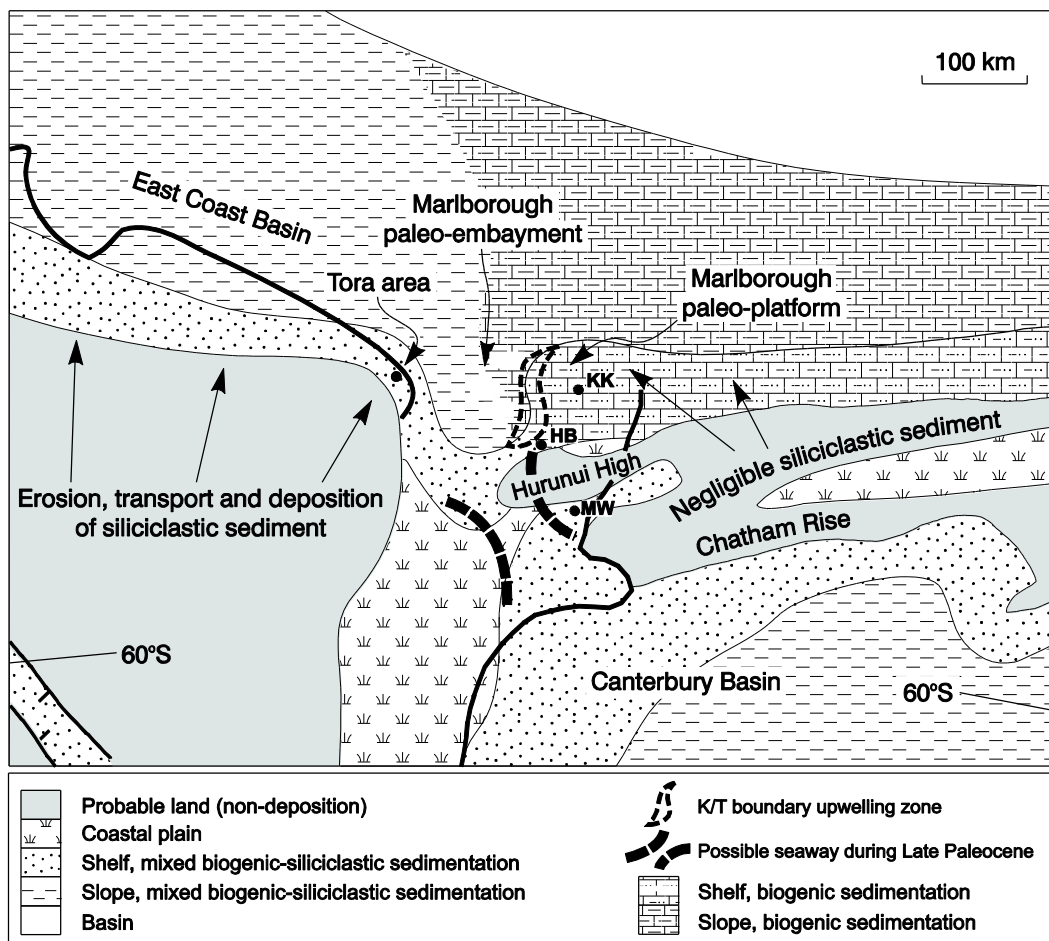 100 km
East Coast Basin
Marlborough
paleo-embayment
Tora area
Marlborough
paleo-platform
KK
HB
Hurunui High
MW
Negligible siliciclastic sediment
Chatham Rise
Erosion, transport and deposition
of siliciclastic sediment
60°S
Canterbury Basin
60°S
Probable land (non-deposition)
Coastal plain
Shelf, mixed biogenic-siliciclastic sedimentation
Slope, mixed biogenic-siliciclastic sedimentation
Basin
K/T boundary upwelling zone
Possible seaway during Late Paleocene
Shelf, biogenic sedimentation
Slope, biogenic sedimentation